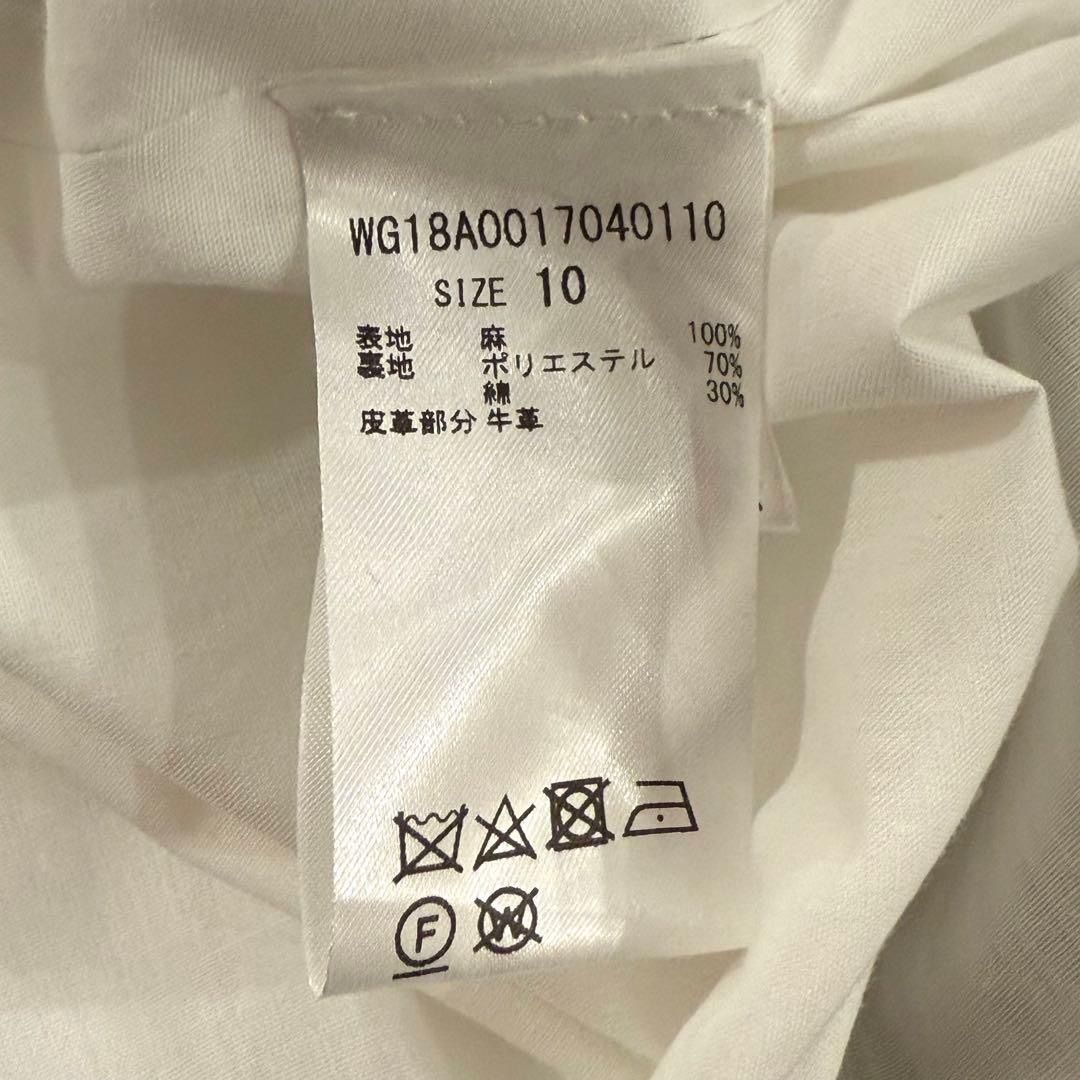 WG18A0017040110
SIZE 10
表地 麻 100%
裏地 ポリエステル 70%
綿 30%
皮革部分 牛革
F
W